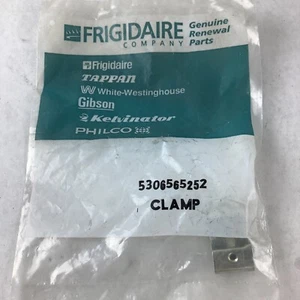 FRIGIDAIRE
COMPANY
Genuine
Renewal
Parts
Frigidaire
TAPPAN
White-Westinghouse
Gibson
Kelvinator
PHILCO
5306565252
CLAMP